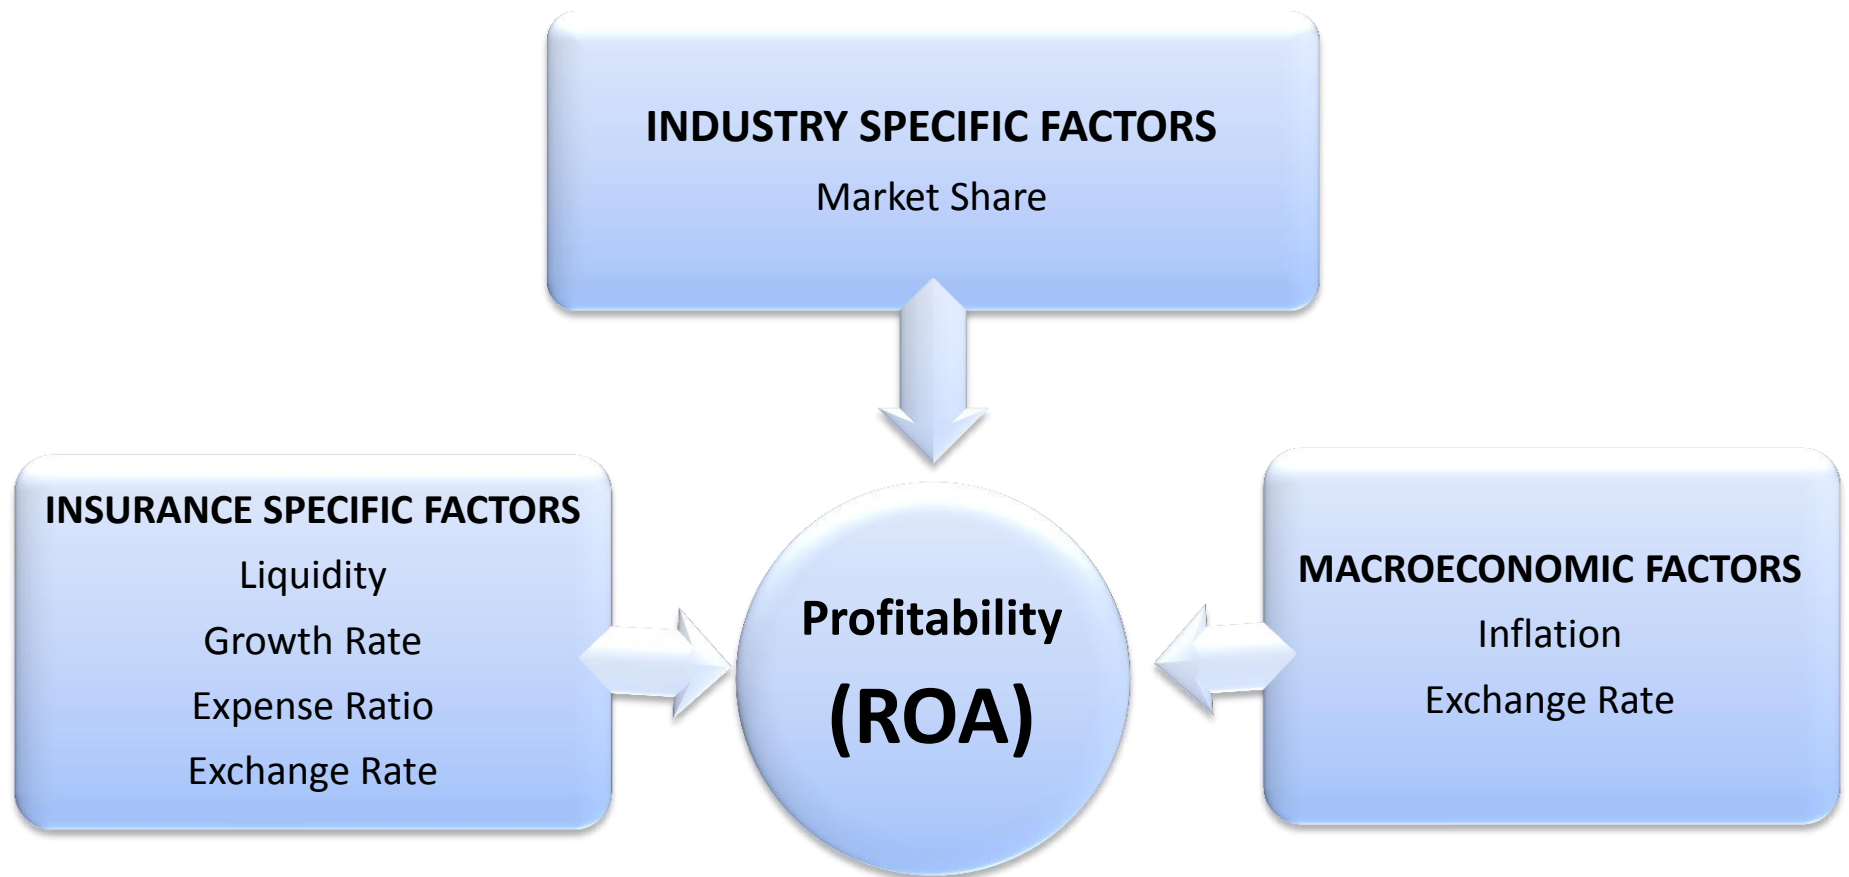 INDUSTRY SPECIFIC FACTORS
Market Share
INSURANCE SPECIFIC FACTORS
Liquidity
Growth Rate
Expense Ratio
Exchange Rate
Profitability
(ROA)
MACROECONOMIC FACTORS
Inflation
Exchange Rate